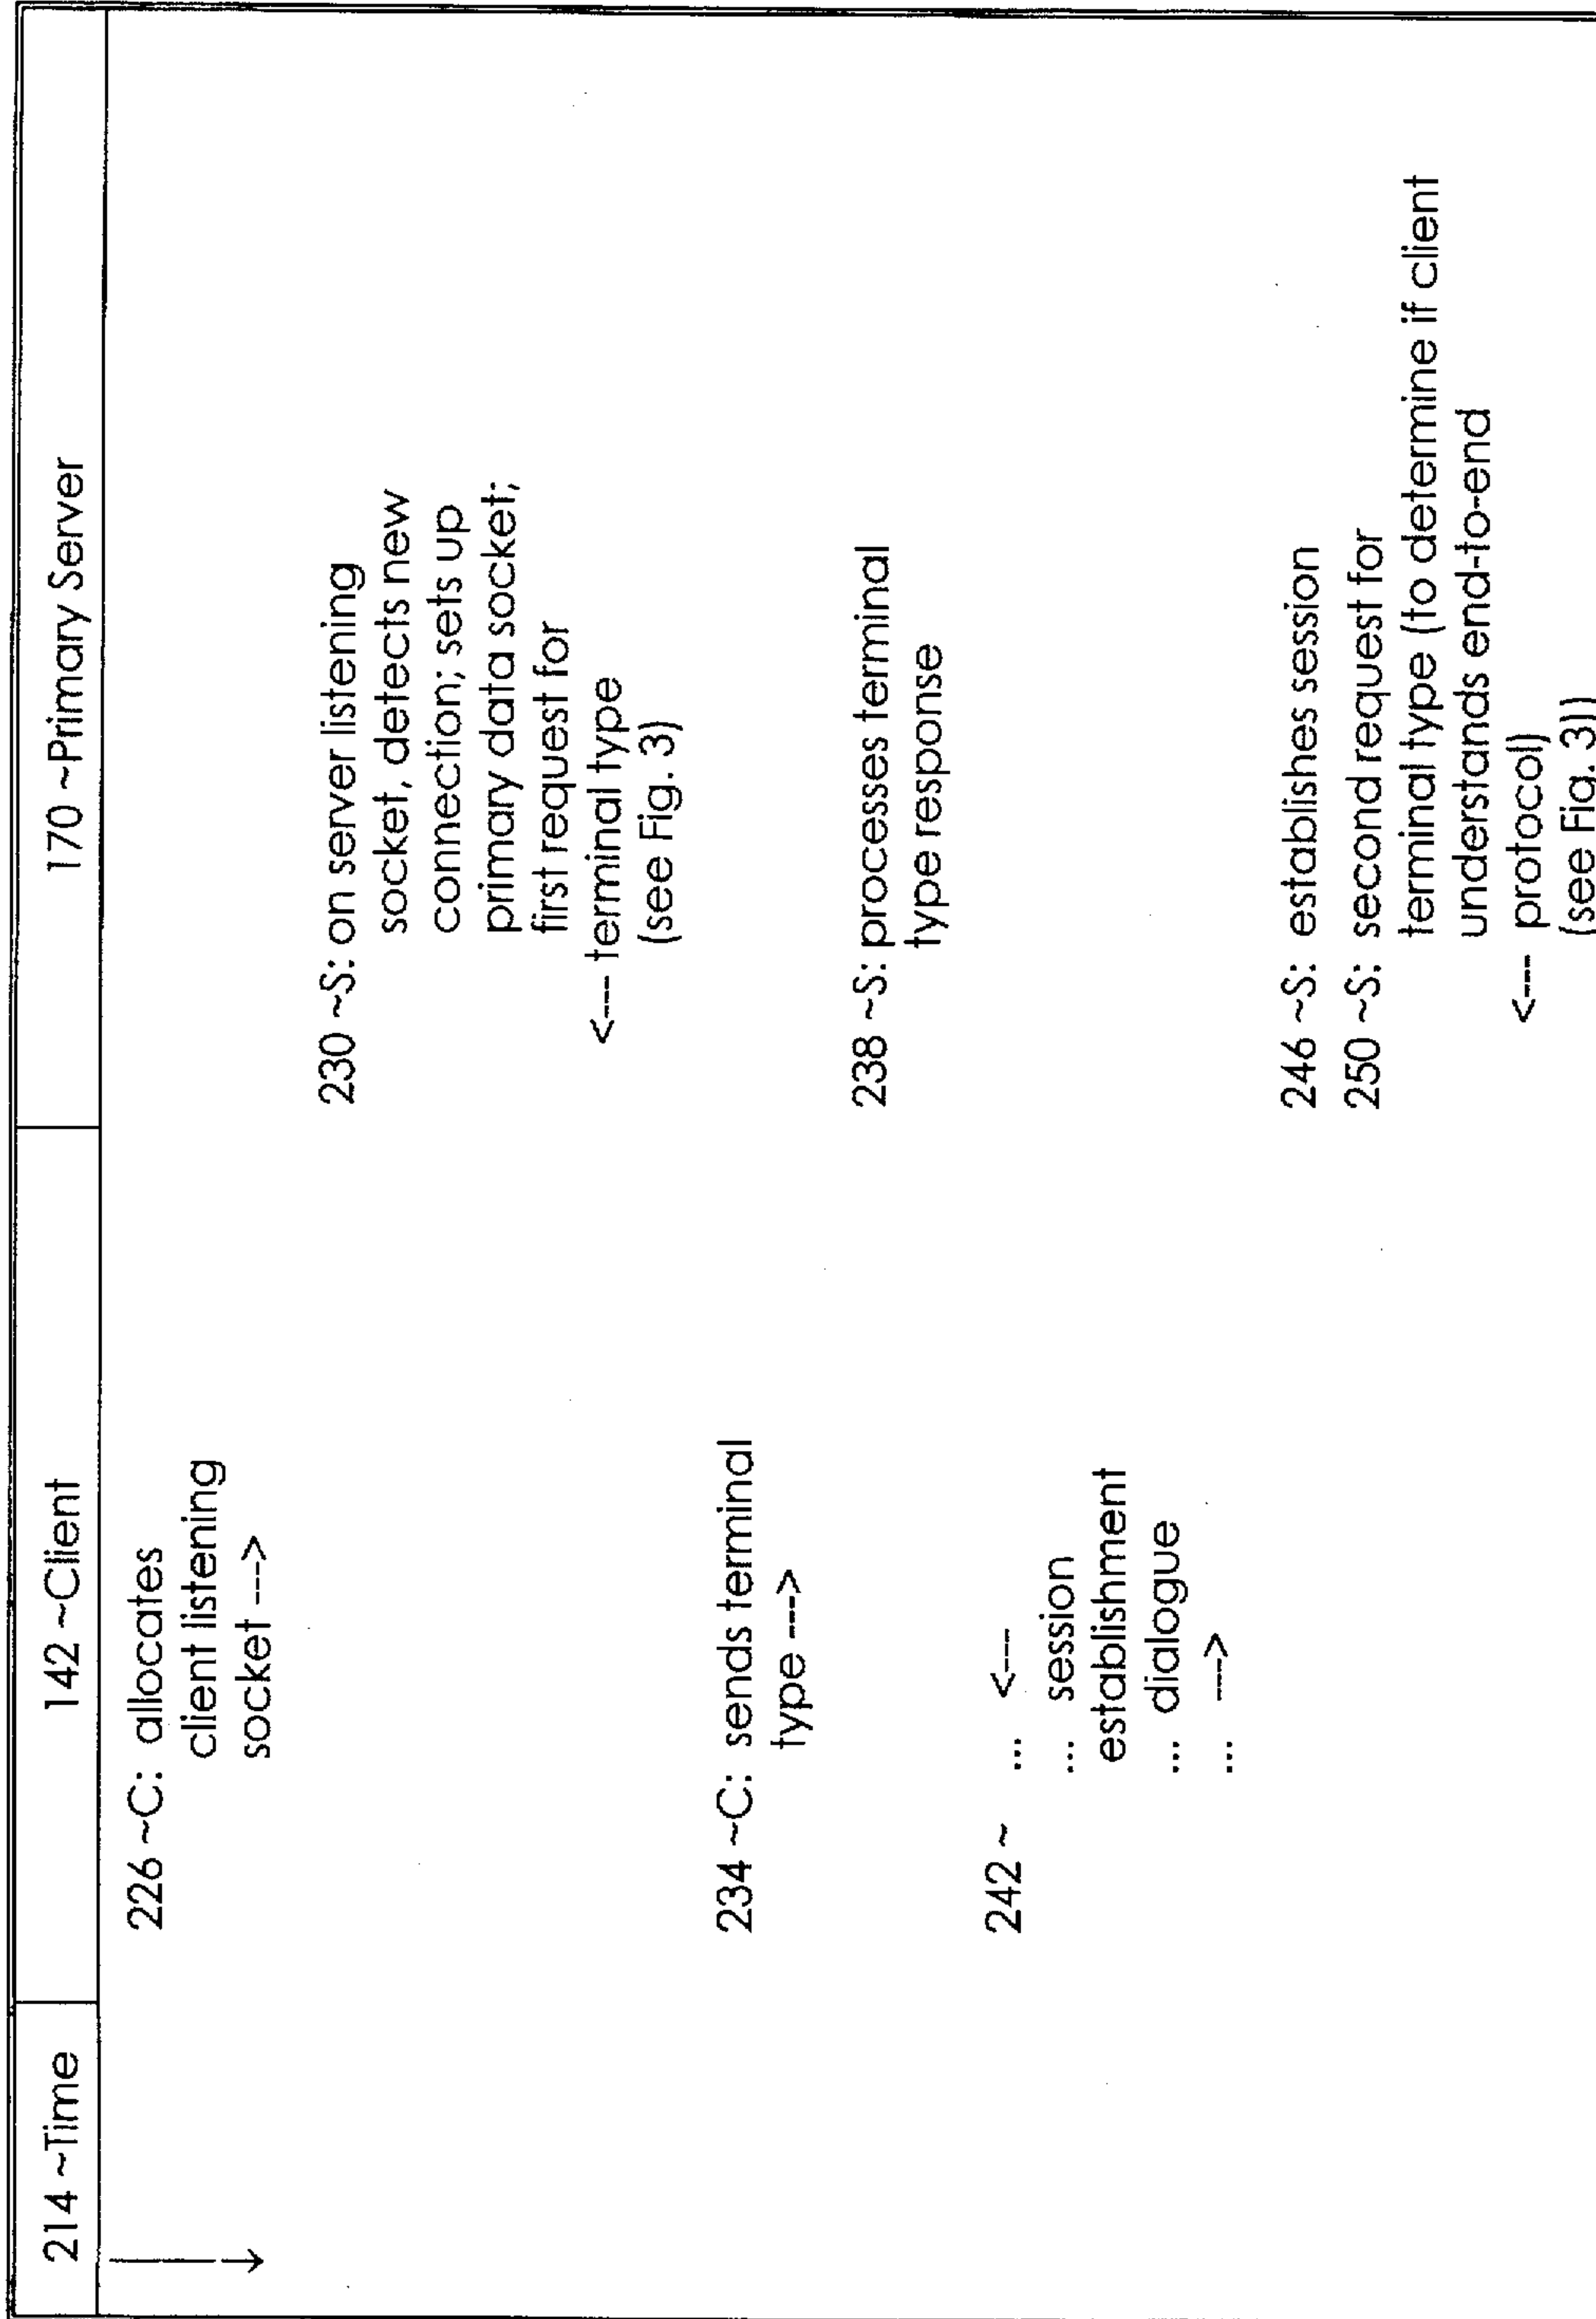 214 ~Time
142 ~Client
170 ~Primary Server
226 ~C: allocates
client listening
socket --->
230 ~S: on server listening
socket, detects new
connection; sets up
primary data socket;
first request for
<--- terminal type
(see Fig. 3)
234 ~C: sends terminal
type --->
238 ~S: processes terminal
type response
242 ~ ... <---
... session
establishment
... dialogue
... --->
246 ~S: establishes session
250 ~S: second request for
terminal type (to determine if client
understands end-to-end
<--- protocol)
(see Fig. 3))